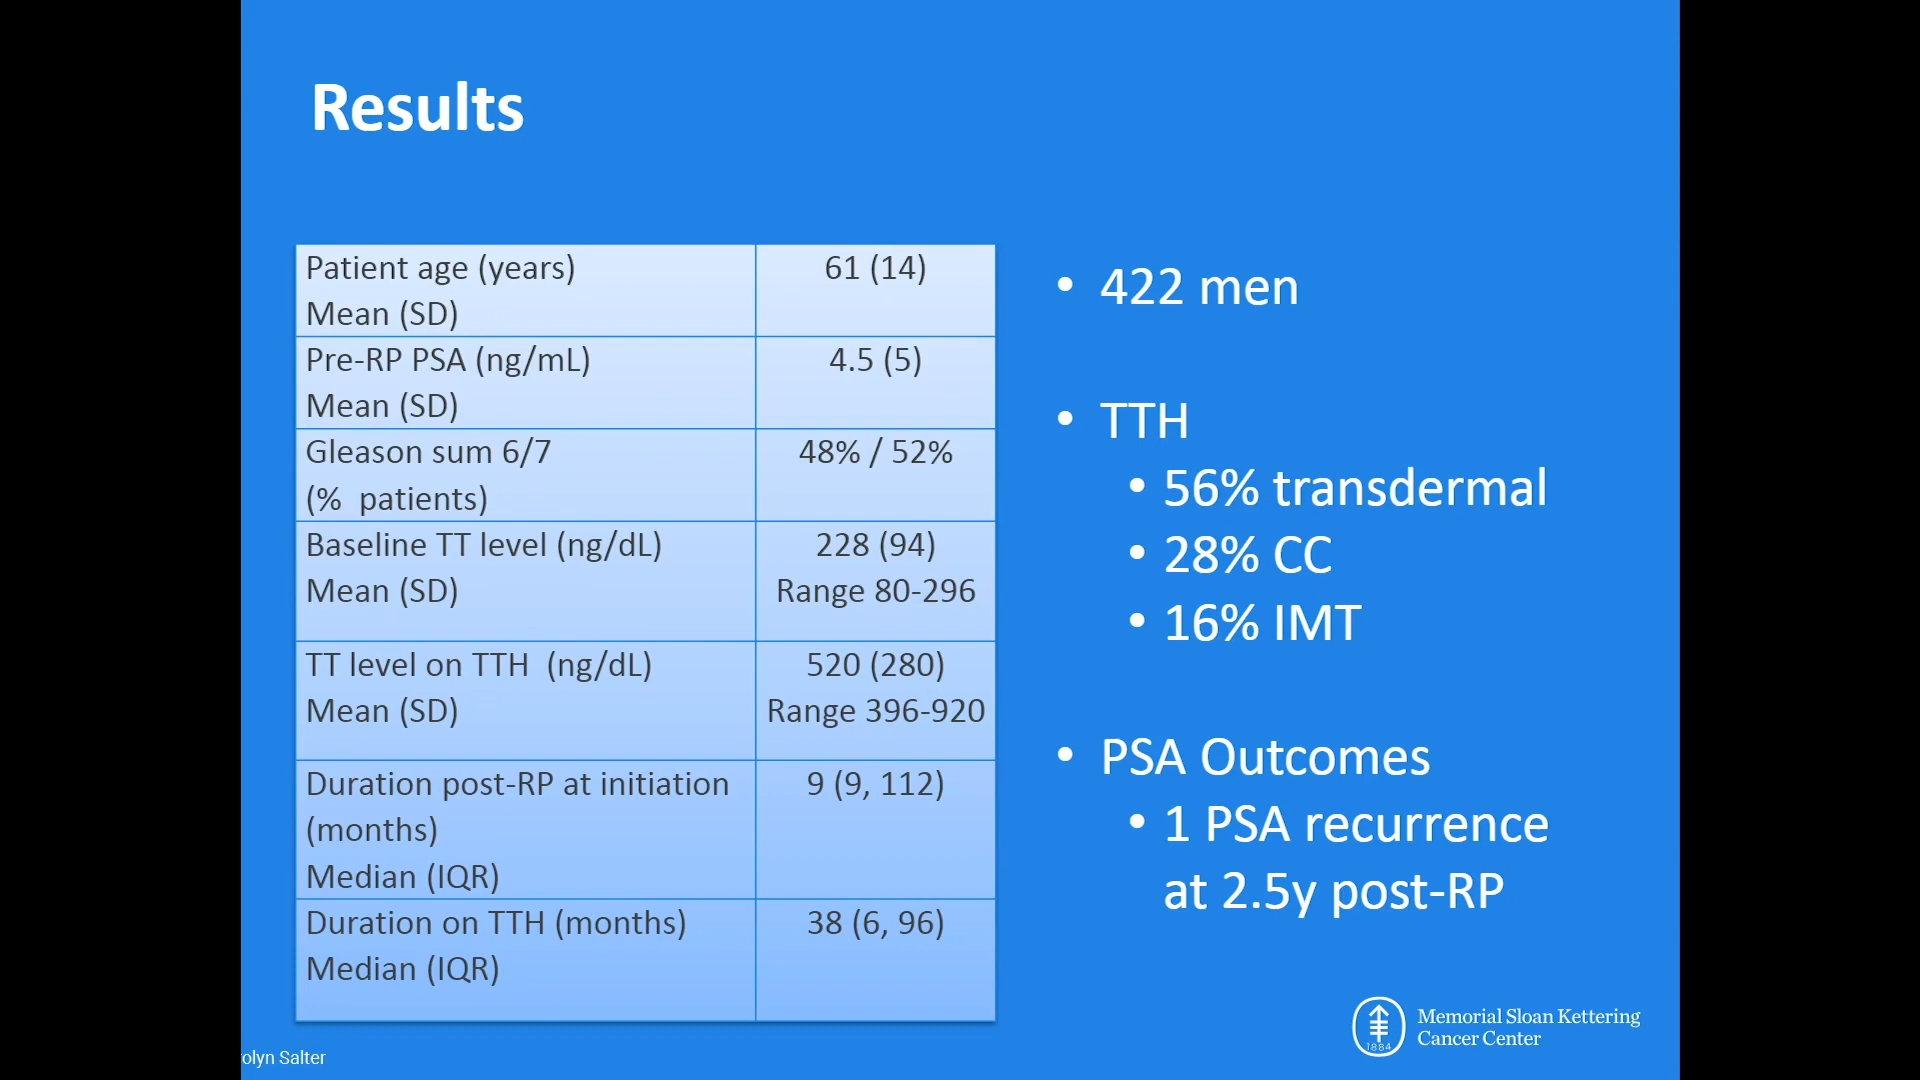 Results
Patient age (years)
Mean (SD)
61 (14)
Pre-RP PSA (ng/mL)
Mean (SD)
4.5 (5)
Gleason sum 6/7
(% patients)
48% / 52%
Baseline TT level (ng/dL)
Mean (SD)
228 (94)
Range 80-296
TT level on TTH (ng/dL)
Mean (SD)
520 (280)
Range 396-920
Duration post-RP at initiation
(months)
Median (IQR)
9 (9, 112)
Duration on TTH (months)
Median (IQR)
38 (6, 96)
• 422 men
• TTH
• 56% transdermal
• 28% CC
• 16% IMT
• PSA Outcomes
• 1 PSA recurrence
at 2.5y post-RP
1884
Memorial Sloan Kettering
Cancer Center
olyn Salter